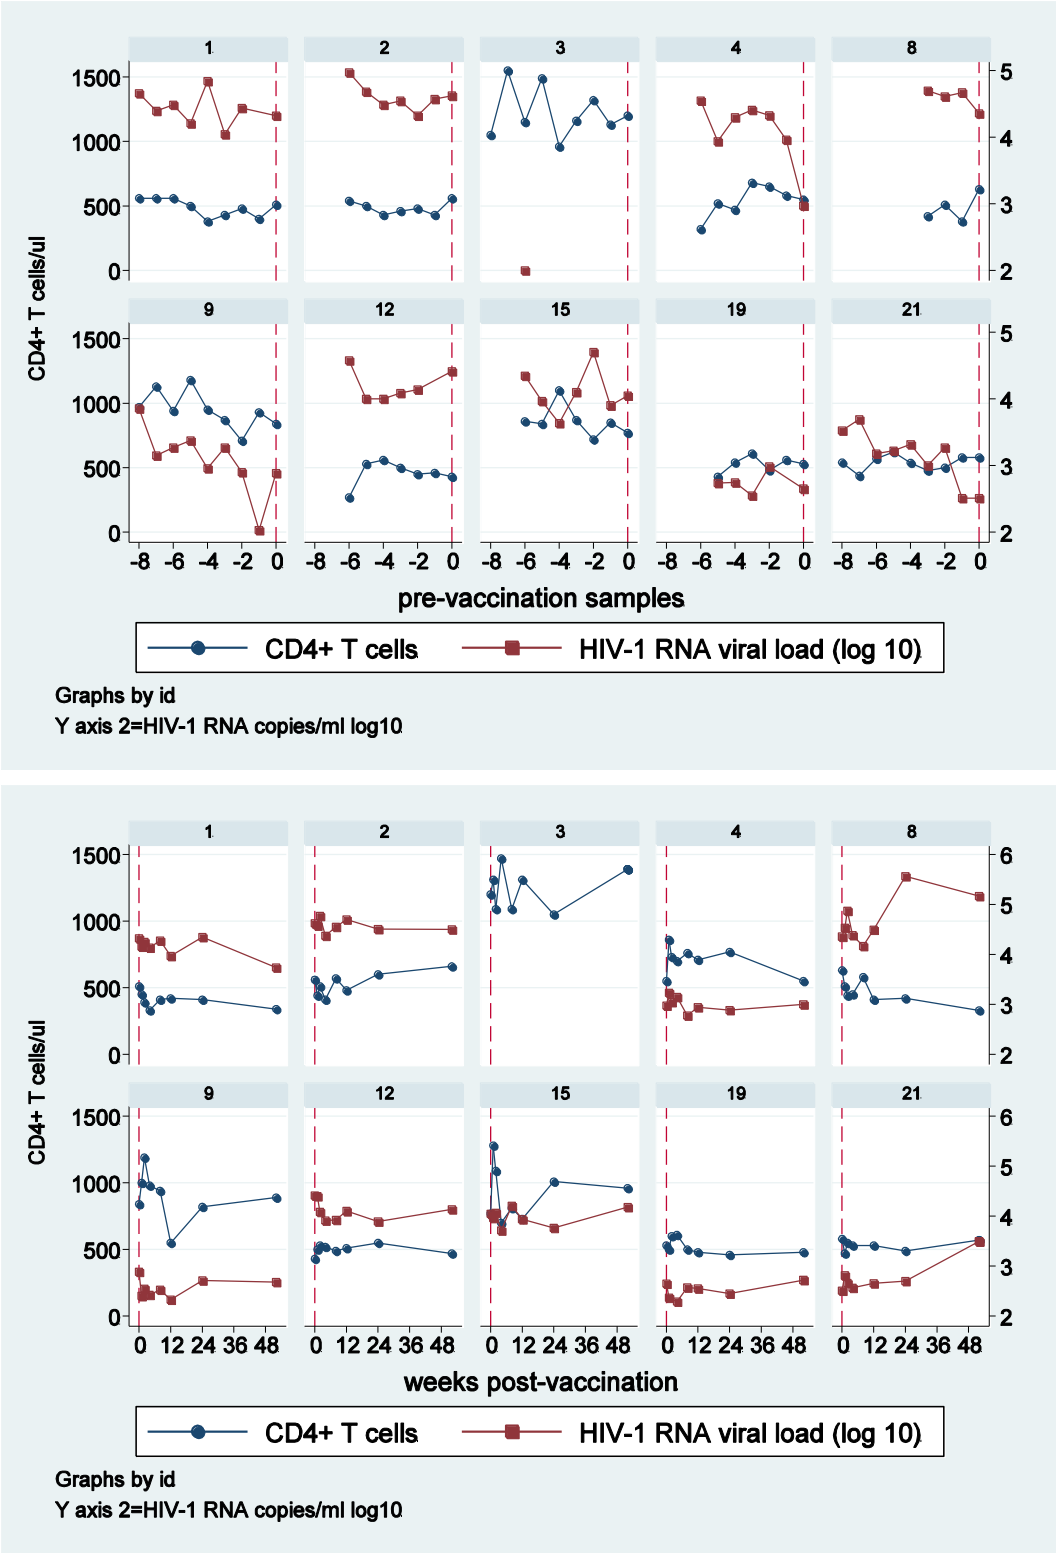 1 2 3 4 8
1500 5
1000 4
500 3
0 2
CD4+ T cells/ul
9 12 15 19 21
1500 5
1000 4
500 3
0 2
-8 -6 -4 -2 0 -8 -6 -4 -2 0 -8 -6 -4 -2 0 -8 -6 -4 -2 0 -8 -6 -4 -2 0
pre-vaccination samples
CD4+ T cells HIV-1 RNA viral load (log 10)
Graphs by id
Y axis 2=HIV-1 RNA copies/ml log10
1 2 3 4 8
1500 6
5
1000 4
500 3
0 2
CD4+ T cells/ul
9 12 15 19 21
1500 6
5
1000 4
500 3
0 2
0 12 24 36 48 0 12 24 36 48 0 12 24 36 48 0 12 24 36 48 0 12 24 36 48
weeks post-vaccination
CD4+ T cells HIV-1 RNA viral load (log 10)
Graphs by id
Y axis 2=HIV-1 RNA copies/ml log10